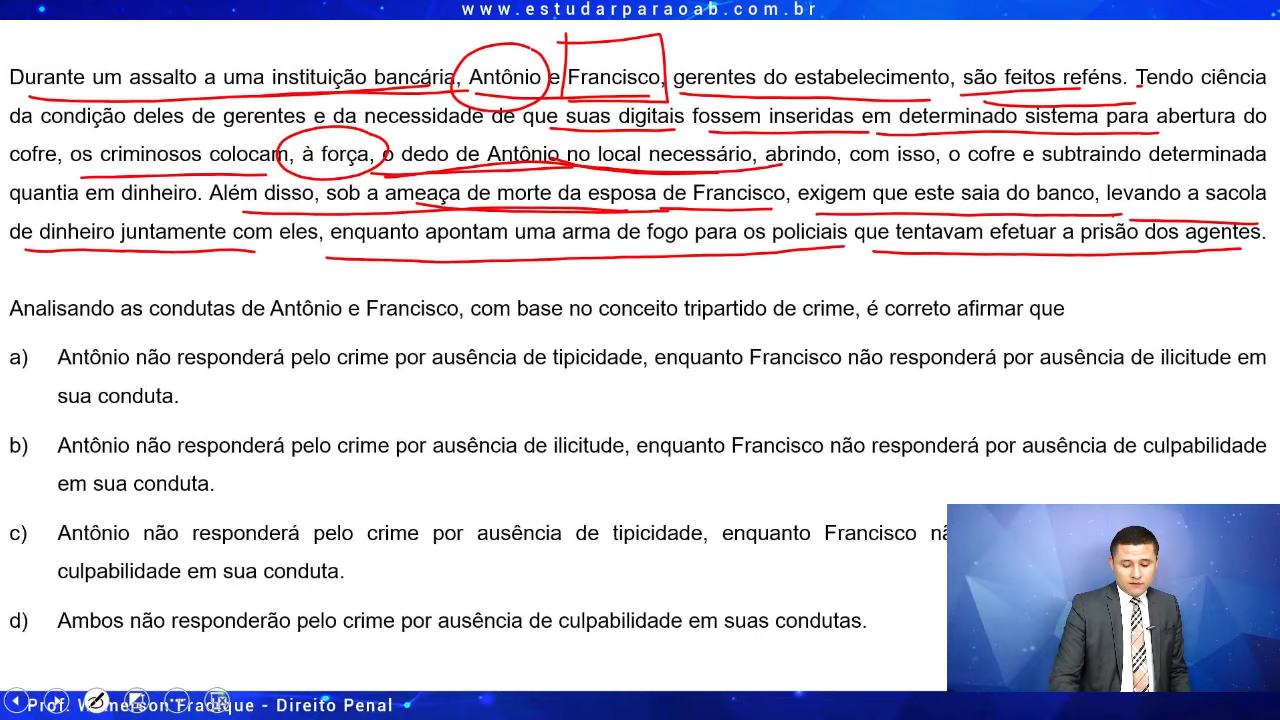 www.estudarparaoab.com.br
Durante um assalto a uma instituição bancária, Antônio e Francisco, gerentes do estabelecimento, são feitos reféns. Tendo ciência
da condição deles de gerentes e da necessidade de que suas digitais fossem inseridas em determinado sistema para abertura do
cofre, os criminosos colocam, à força, o dedo de Antônio no local necessário, abrindo, com isso, o cofre e subtraindo determinada
quantia em dinheiro. Além disso, sob a ameaça de morte da esposa de Francisco, exigem que este saia do banco, levando a sacola
de dinheiro juntamente com eles, enquanto apontam uma arma de fogo para os policiais que tentavam efetuar a prisão dos agentes.
Analisando as condutas de Antônio e Francisco, com base no conceito tripartido de crime, é correto afirmar que
a) Antônio não responderá pelo crime por ausência de tipicidade, enquanto Francisco não responderá por ausência de ilicitude em
sua conduta.
b) Antônio não responderá pelo crime por ausência de ilicitude, enquanto Francisco não responderá por ausência de culpabilidade
em sua conduta.
c) Antônio não responderá pelo crime por ausência de tipicidade, enquanto Francisco
culpabilidade em sua conduta.
d) Ambos não responderão pelo crime por ausência de culpabilidade em suas condutas.
Prof. - Direito Penal